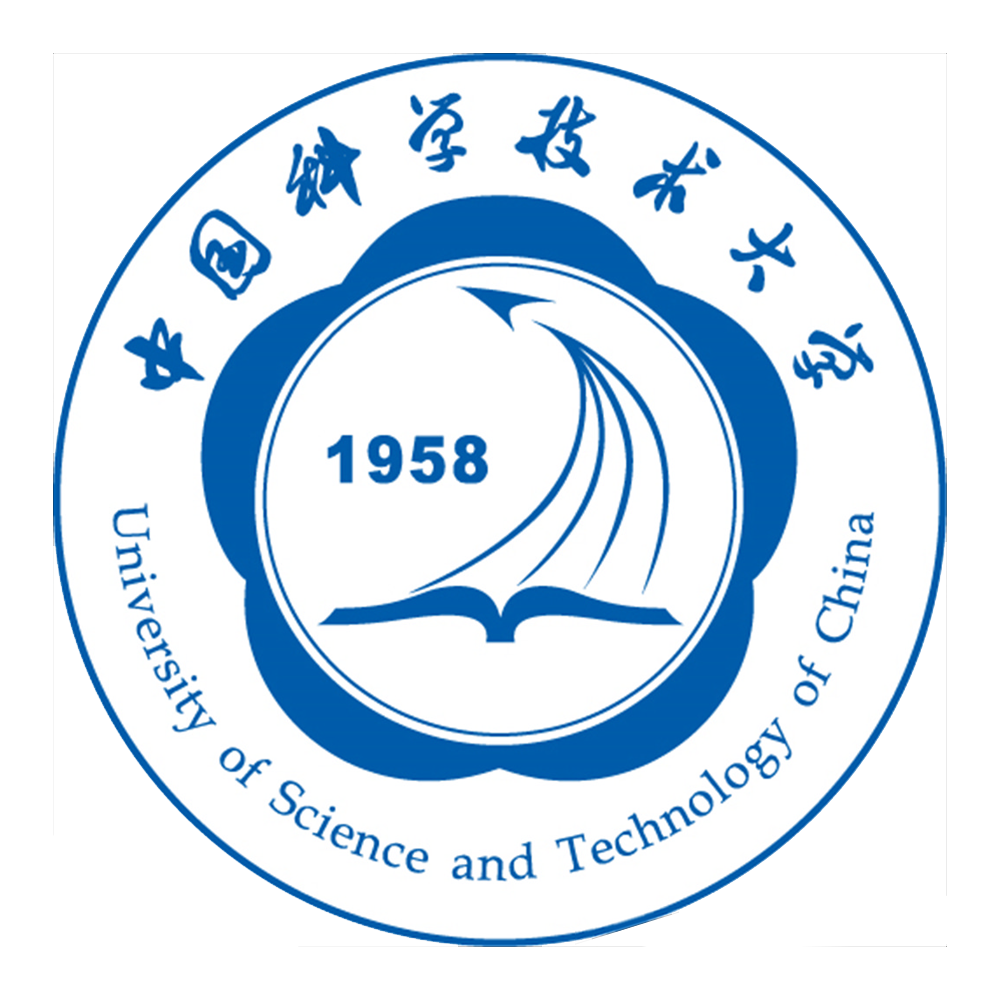 中国科学技术大学
1958
University of Science and Technology of China